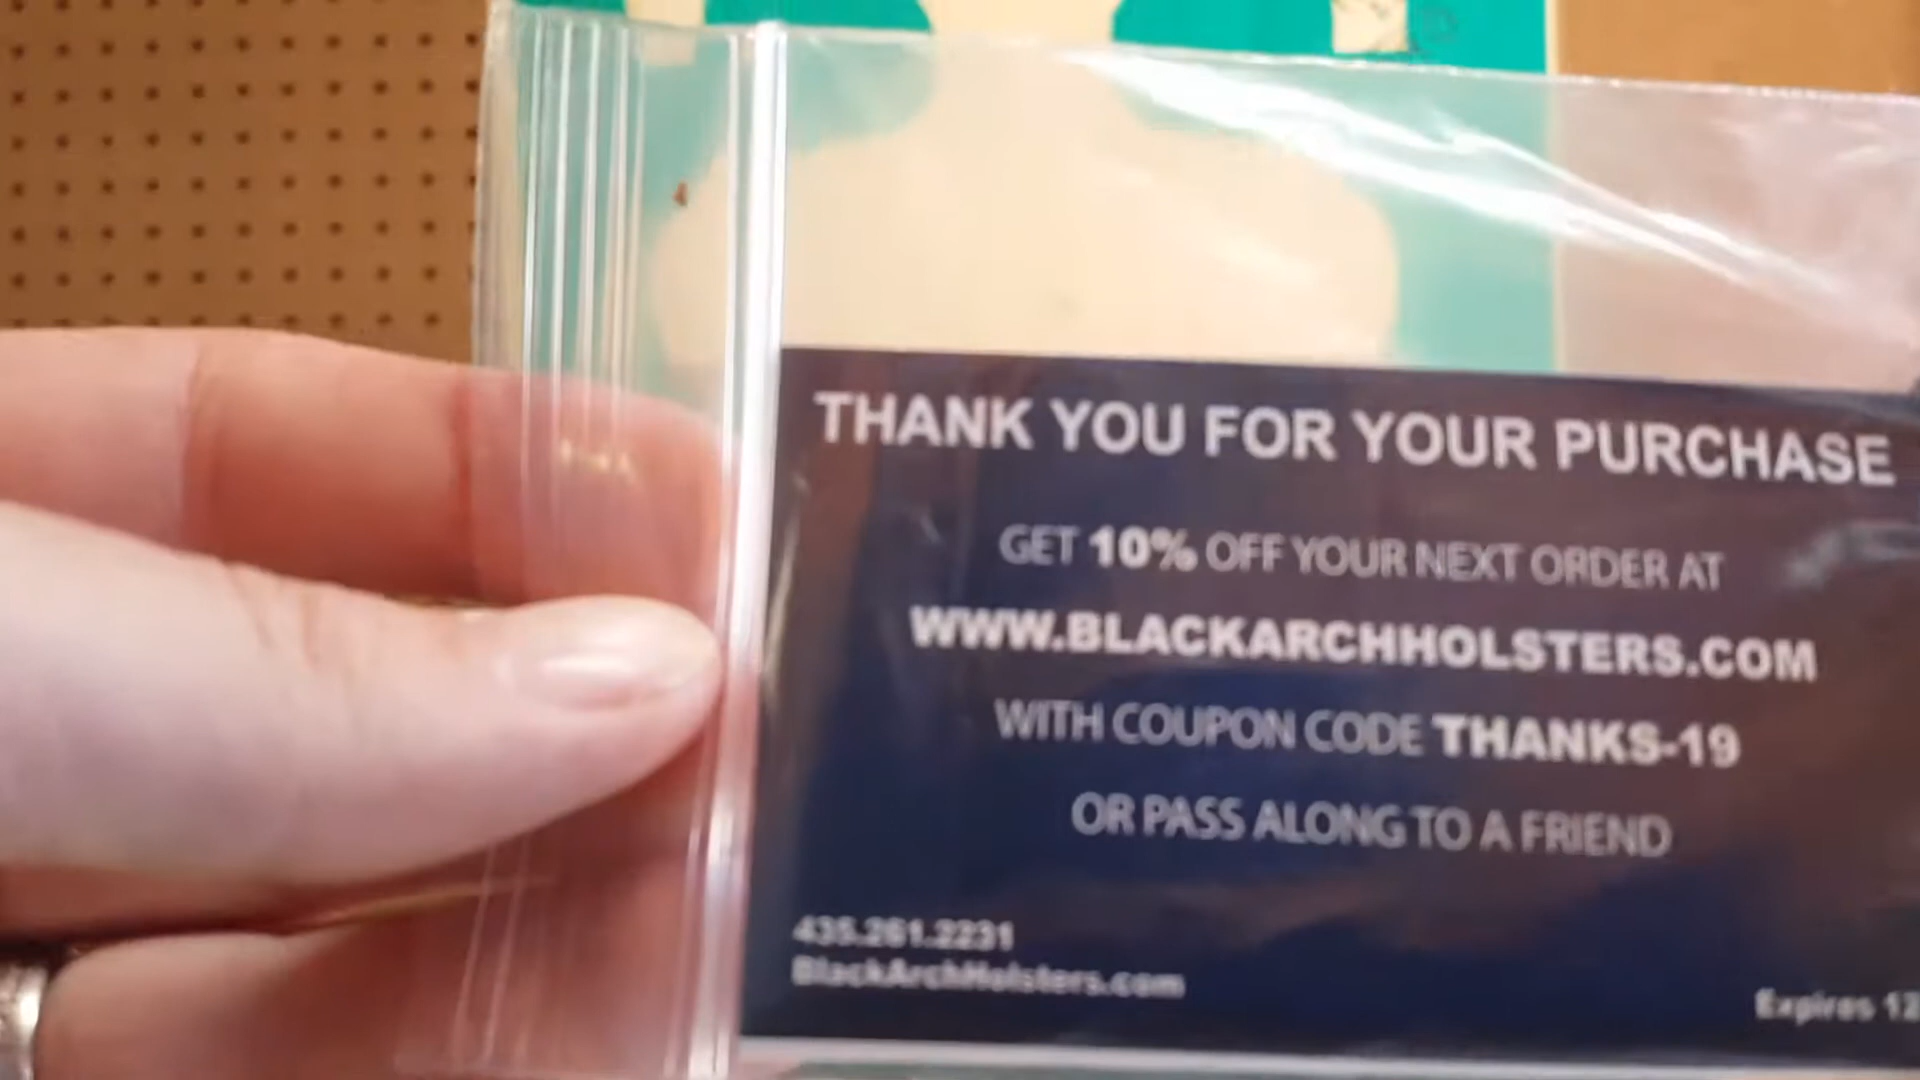 THANK YOU FOR YOUR PURCHASE
GET 10% OFF YOUR NEXT ORDER AT
WWW.BLACKARCHHOLSTERS.COM
WITH COUPON CODE THANKS-19
OR PASS ALONG TO A FRIEND
435.261.2231
BlackArchHolsters.com
Expires 12